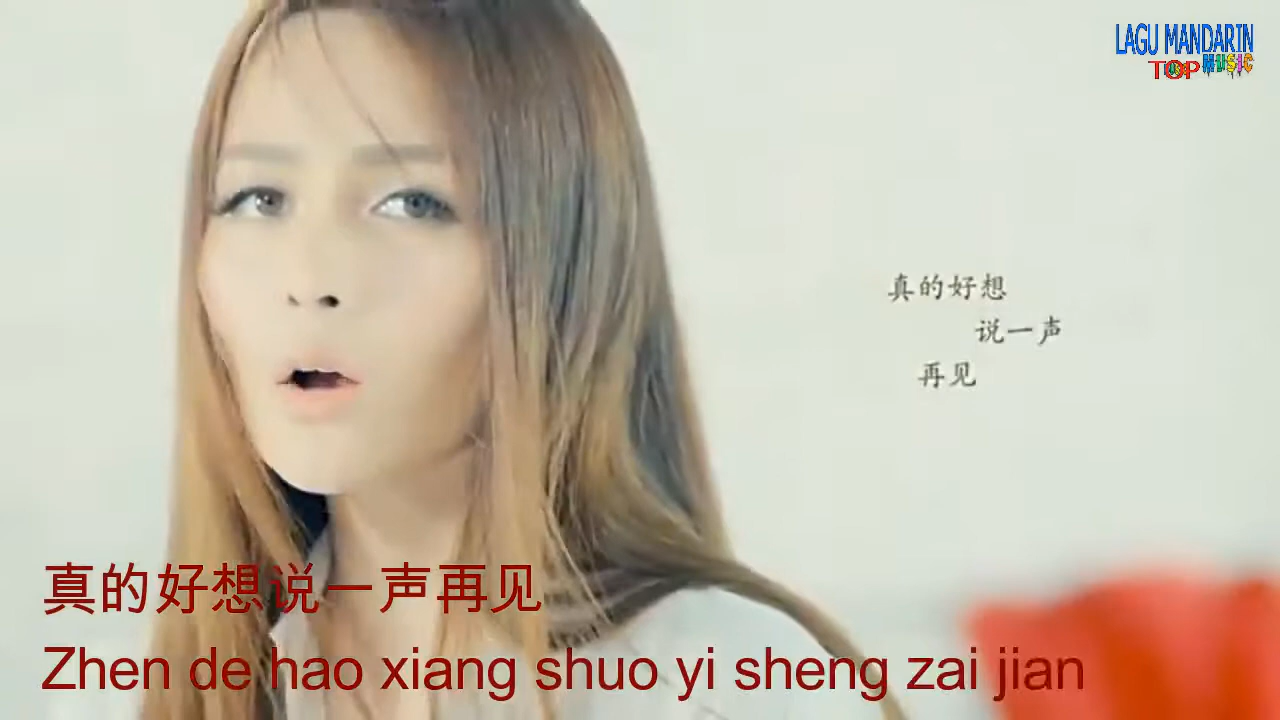 LAGU MANDARIN
TOP MUSIC
真的好想
说一声
再见
真的好想说一声再见
Zhen de hao xiang shuo yi sheng zai jian